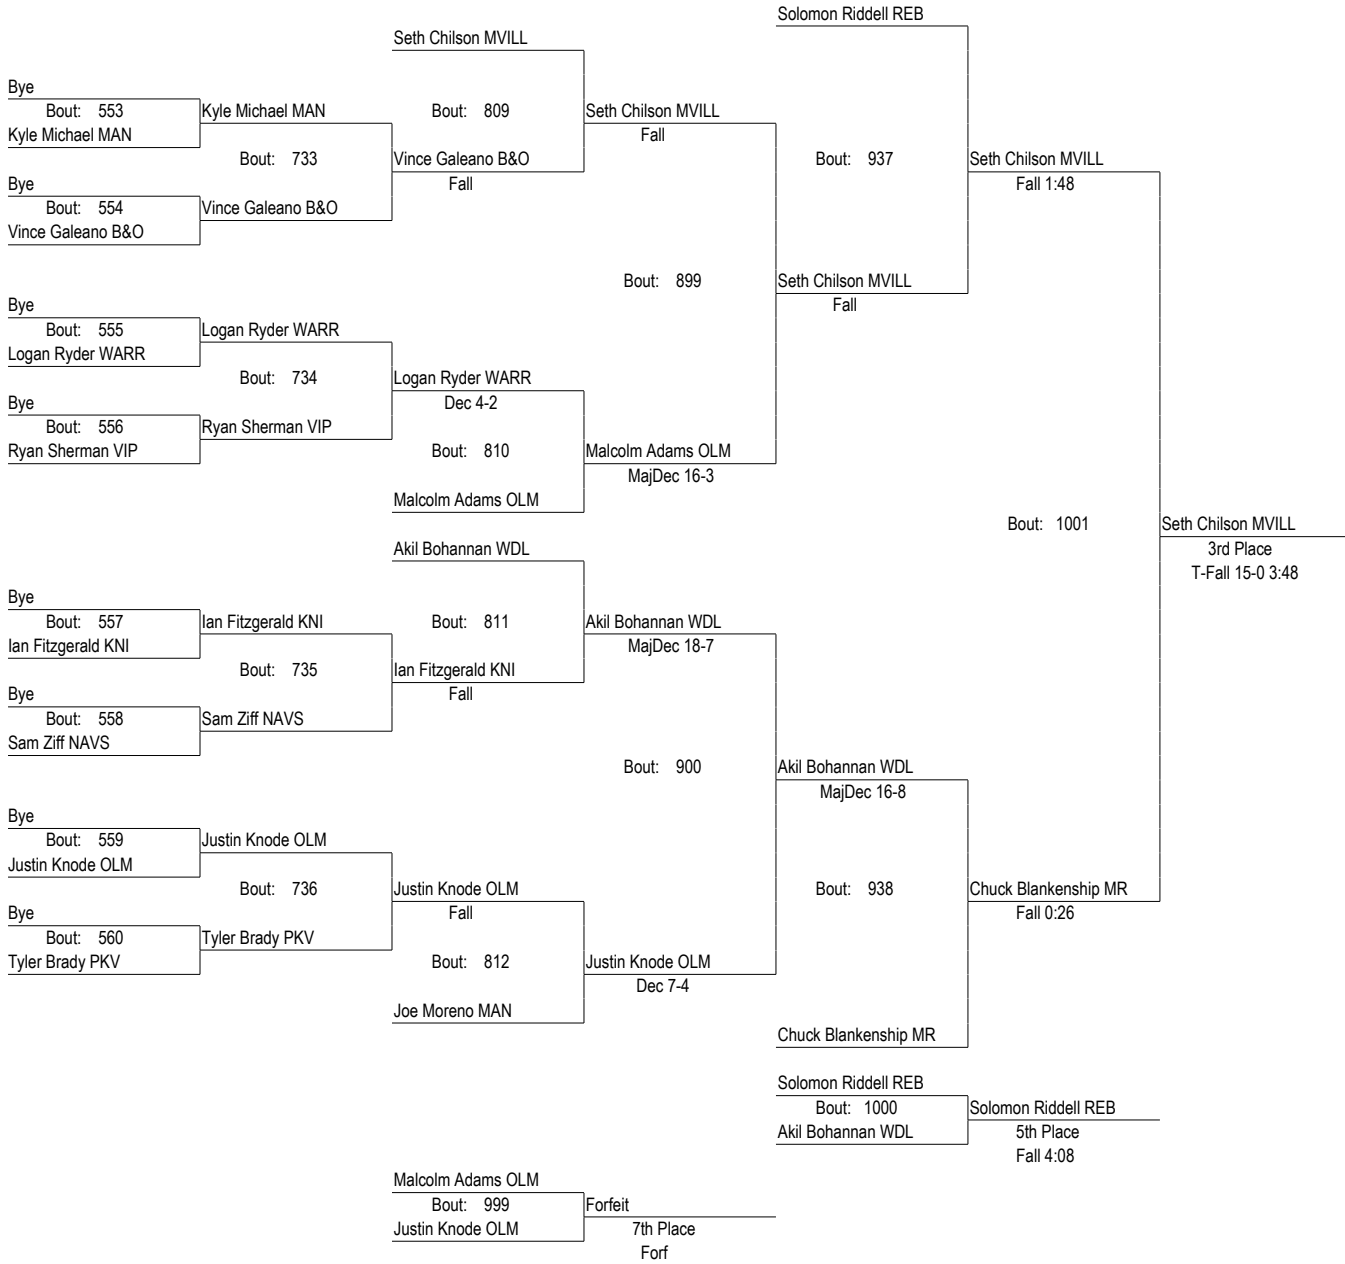 Solomon Riddell REB
Seth Chilson MVILL
Bye
Bout: 553
Kyle Michael MAN
Kyle Michael MAN
Bout: 809
Seth Chilson MVILL
Fall
Bout: 733
Vince Galeano B&O
Fall
Bout: 937
Seth Chilson MVILL
Fall 1:48
Bye
Bout: 554
Vince Galeano B&O
Vince Galeano B&O
Bout: 899
Seth Chilson MVILL
Fall
Bye
Bout: 555
Logan Ryder WARR
Logan Ryder WARR
Bout: 734
Logan Ryder WARR
Dec 4-2
Bye
Bout: 556
Ryan Sherman VIP
Ryan Sherman VIP
Bout: 810
Malcolm Adams OLM
MajDec 16-3
Malcolm Adams OLM
Bout: 1001
Seth Chilson MVILL
3rd Place
T-Fall 15-0 3:48
Akil Bohannan WDL
Bye
Bout: 557
Ian Fitzgerald KNI
Ian Fitzgerald KNI
Bout: 811
Akil Bohannan WDL
MajDec 18-7
Bout: 735
Ian Fitzgerald KNI
Fall
Bye
Bout: 558
Sam Ziff NAVS
Sam Ziff NAVS
Bout: 900
Akil Bohannan WDL
MajDec 16-8
Bye
Bout: 559
Justin Knode OLM
Justin Knode OLM
Bout: 736
Justin Knode OLM
Fall
Bout: 938
Chuck Blankenship MR
Fall 0:26
Bye
Bout: 560
Tyler Brady PKV
Tyler Brady PKV
Bout: 812
Justin Knode OLM
Dec 7-4
Joe Moreno MAN
Chuck Blankenship MR
Solomon Riddell REB
Bout: 1000
Solomon Riddell REB
Akil Bohannan WDL
5th Place
Fall 4:08
Malcolm Adams OLM
Bout: 999
Forfeit
Justin Knode OLM
7th Place
Forf